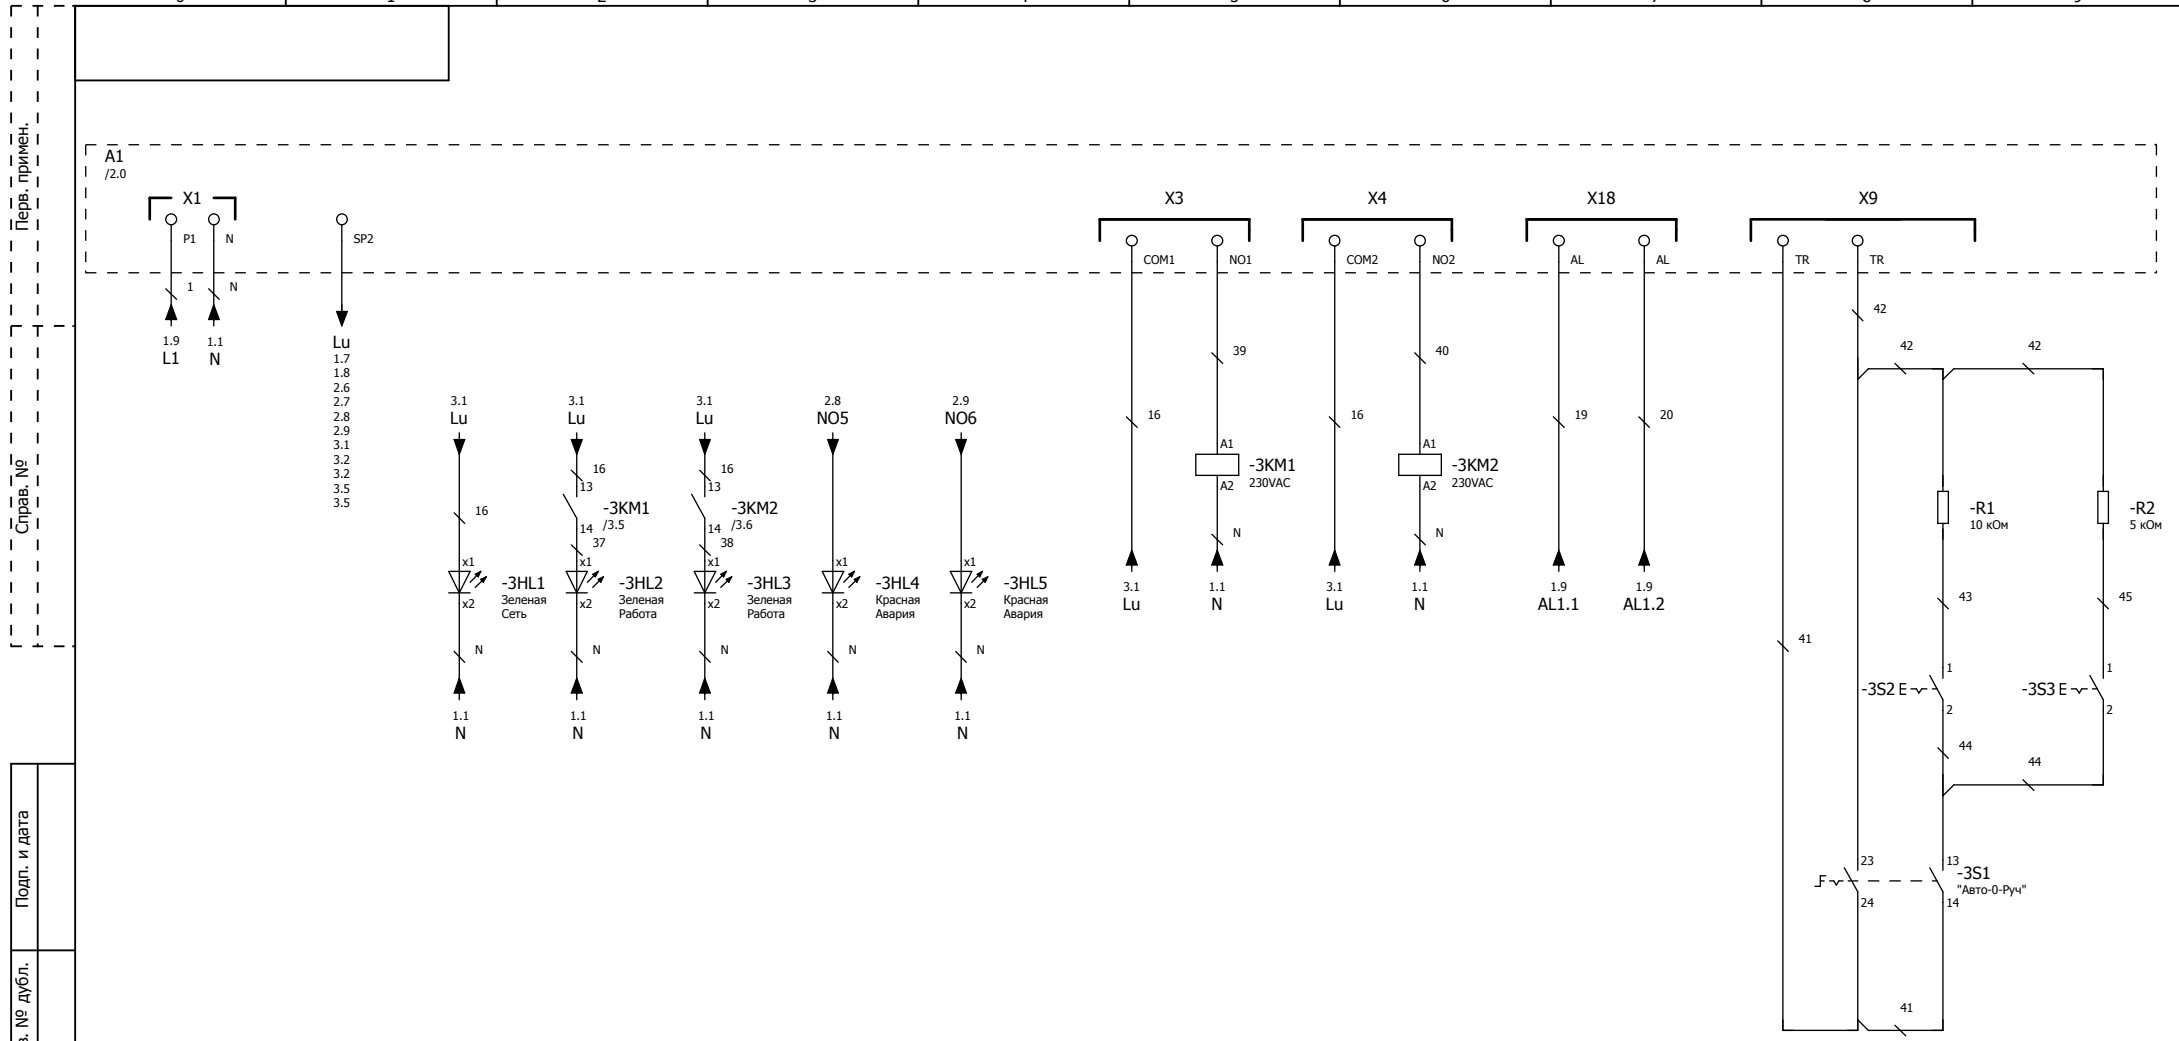 Перв. примен.
Справ. №
Подп. и дата
№ дубл.
A1
/2.0
X1
P1
N
SP2
1
N
1.9
L1
1.1
N
Lu
1.7
1.8
2.6
2.7
2.8
2.9
3.1
3.2
3.2
3.5
3.5
3.1
Lu
16
x1
-3HL1
Зеленая
Сеть
x2
N
1.1
N
3.1
Lu
16
13
-3KM1
/3.5
14
37
x1
-3HL2
Зеленая
Работа
x2
N
1.1
N
3.1
Lu
16
13
-3KM2
/3.6
14
38
x1
-3HL3
Зеленая
Работа
x2
N
1.1
N
2.8
NO5
x1
-3HL4
Красная
Авария
x2
N
1.1
N
2.9
NO6
x1
-3HL5
Красная
Авария
x2
N
1.1
N
X3
COM1
NO1
16
39
A1
-3KM1
230VAC
A2
N
3.1
Lu
1.1
N
X4
COM2
NO2
16
40
A1
-3KM2
230VAC
A2
N
3.1
Lu
1.1
N
X18
AL
AL
19
20
1.9
AL1.1
1.9
AL1.2
X9
TR
TR
42
42
42
-R1
10 кОм
-R2
5 кОм
43
45
41
1
-3S2 E
2
1
-3S3 E
2
44
44
23
13
-3S1
"Авто-0-Руч"
24
14
41